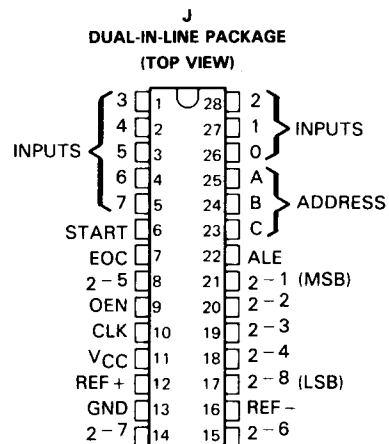 J
DUAL-IN-LINE PACKAGE
(TOP VIEW)
3 1 28 2
4 2 27 1
INPUTS 5 3 26 0 INPUTS
6 4 25 A
7 5 24 B ADDRESS
START 6 23 C
EOC 7 22 ALE
2-5 8 21 2-1 (MSB)
OEN 9 20 2-2
CLK 10 19 2-3
VCC 11 18 2-4
REF+ 12 17 2-8 (LSB)
GND 13 16 REF-
2-7 14 15 2-6